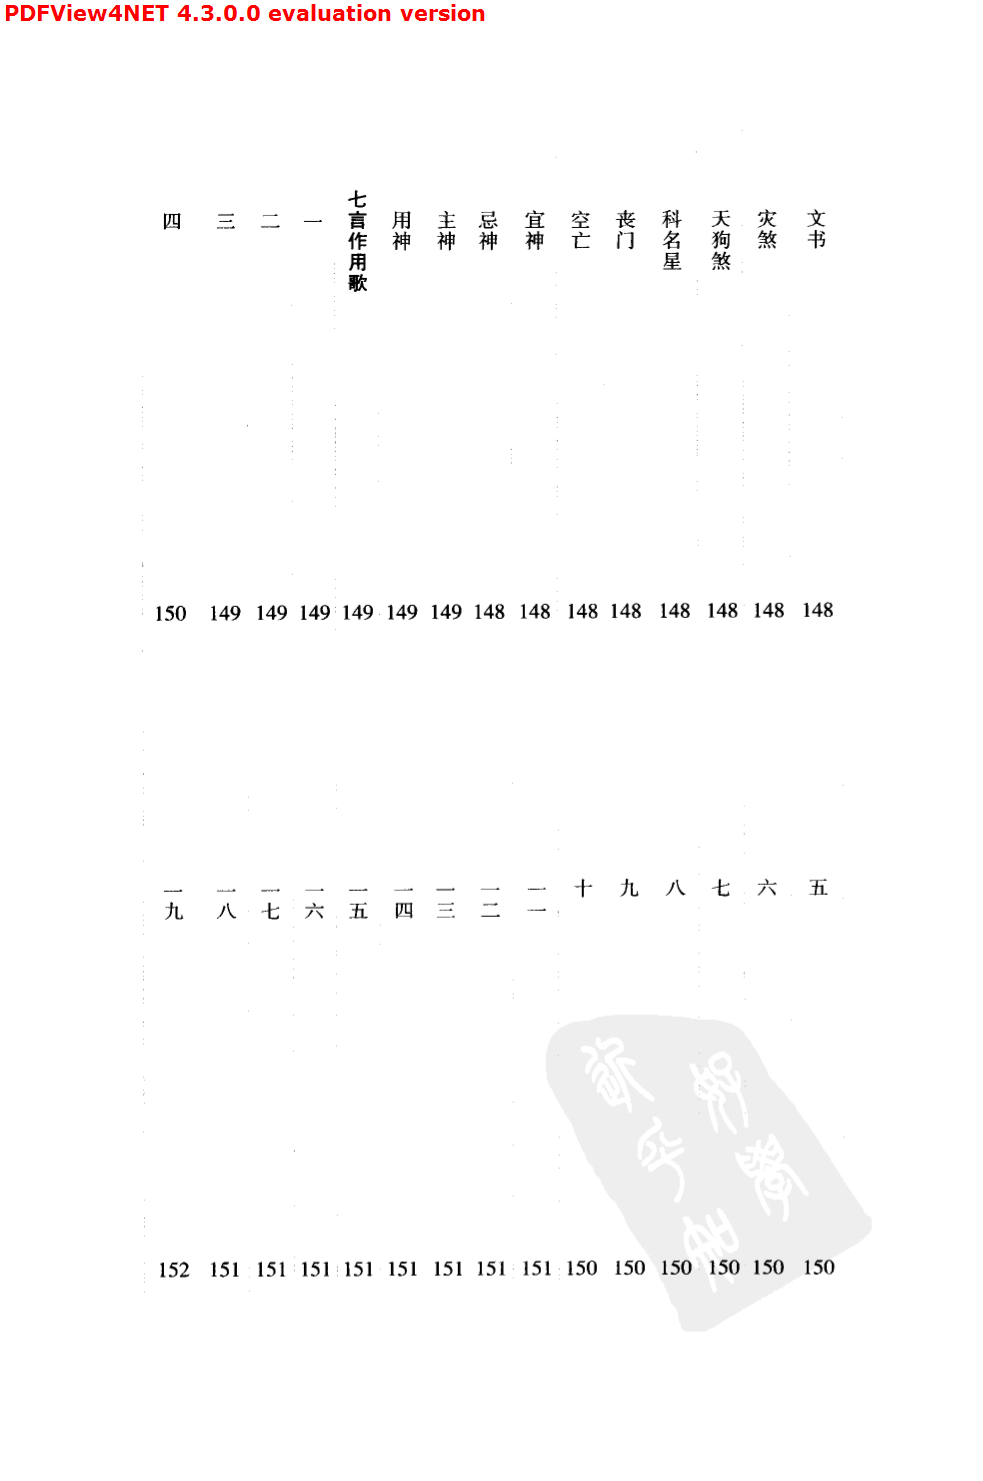 PDFView4NET 4.3.0.0 evaluation version
文书 148
灾煞 148
天狗煞 148
科名星 148
丧门 148
空亡 148
宜神 148
忌神 148
主神 149
用神 149
七言作用歌 149
一 149
二 149
三 149
四 150
五 150
六 150
七 150
八 150
九 150
十 150
一一 151
一二 151
一三 151
一四 151
一五 151
一六 151
一七 151
一八 151
一九 152